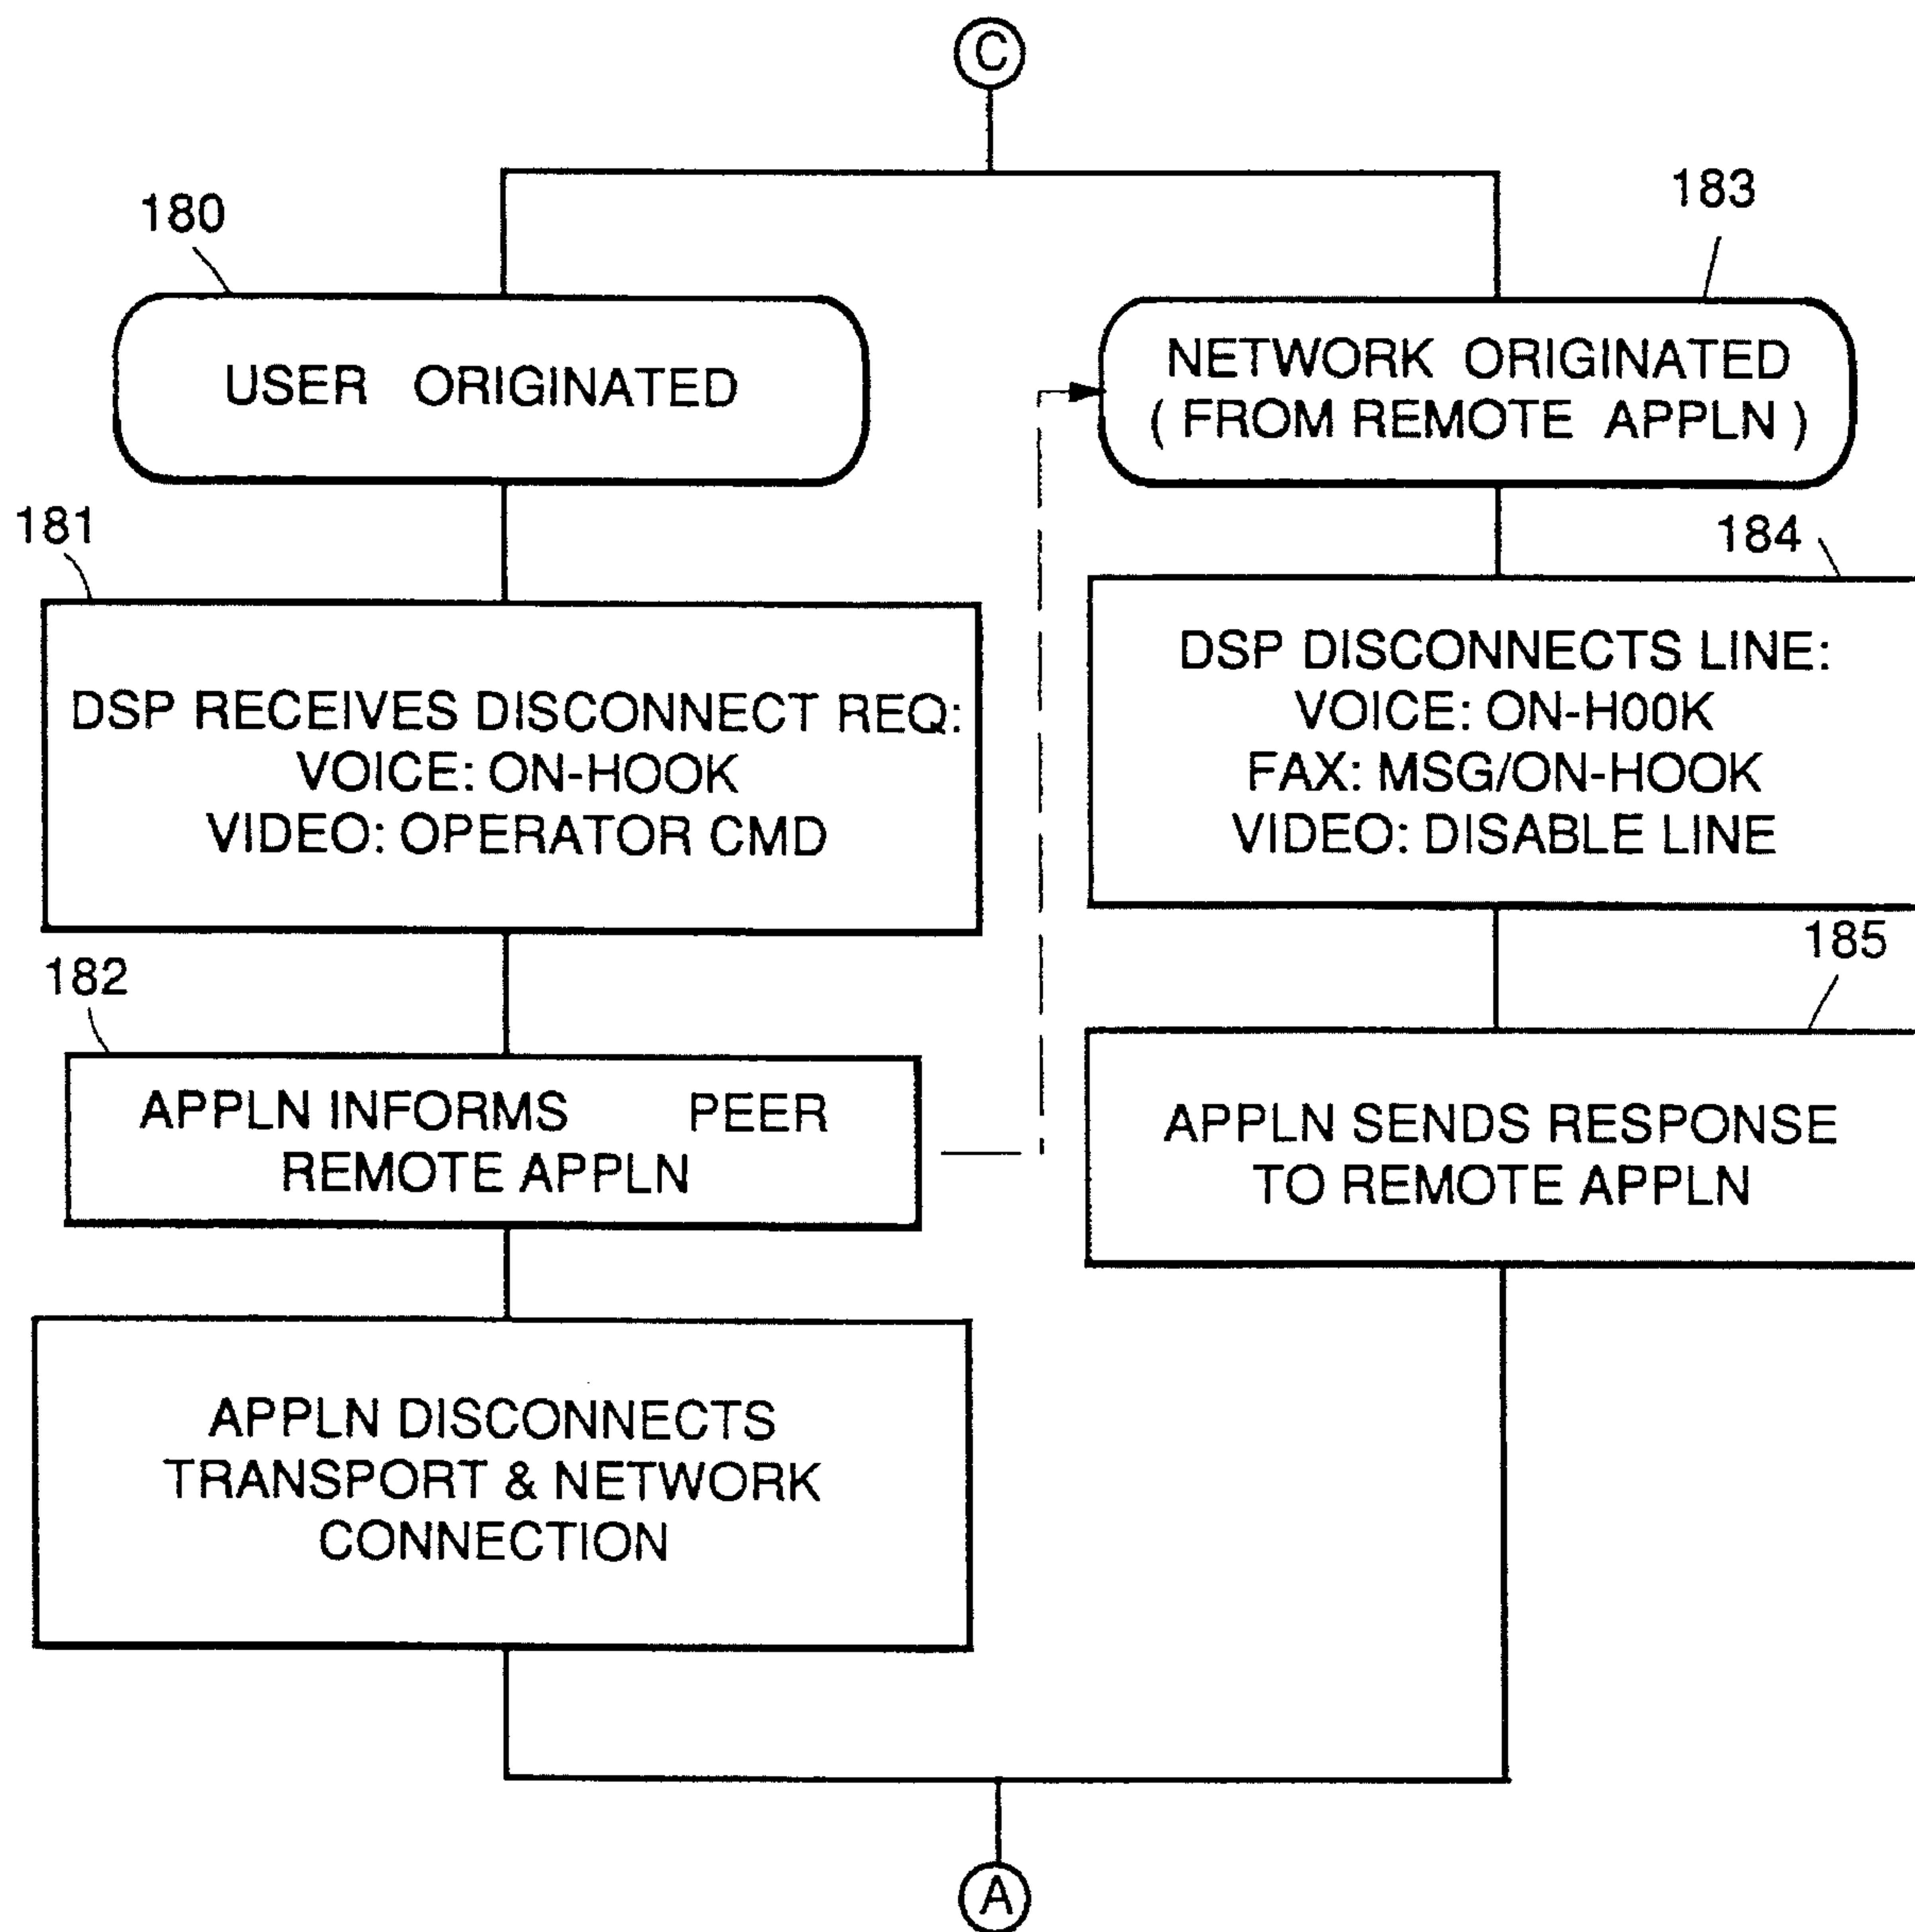 C
180
USER ORIGINATED
181
DSP RECEIVES DISCONNECT REQ:
VOICE: ON-HOOK
VIDEO: OPERATOR CMD
182
APPLN INFORMS PEER
REMOTE APPLN
APPLN DISCONNECTS
TRANSPORT & NETWORK
CONNECTION
183
NETWORK ORIGINATED
( FROM REMOTE APPLN )
184
DSP DISCONNECTS LINE:
VOICE: ON-H00K
FAX: MSG/ON-HOOK
VIDEO: DISABLE LINE
185
APPLN SENDS RESPONSE
TO REMOTE APPLN
A